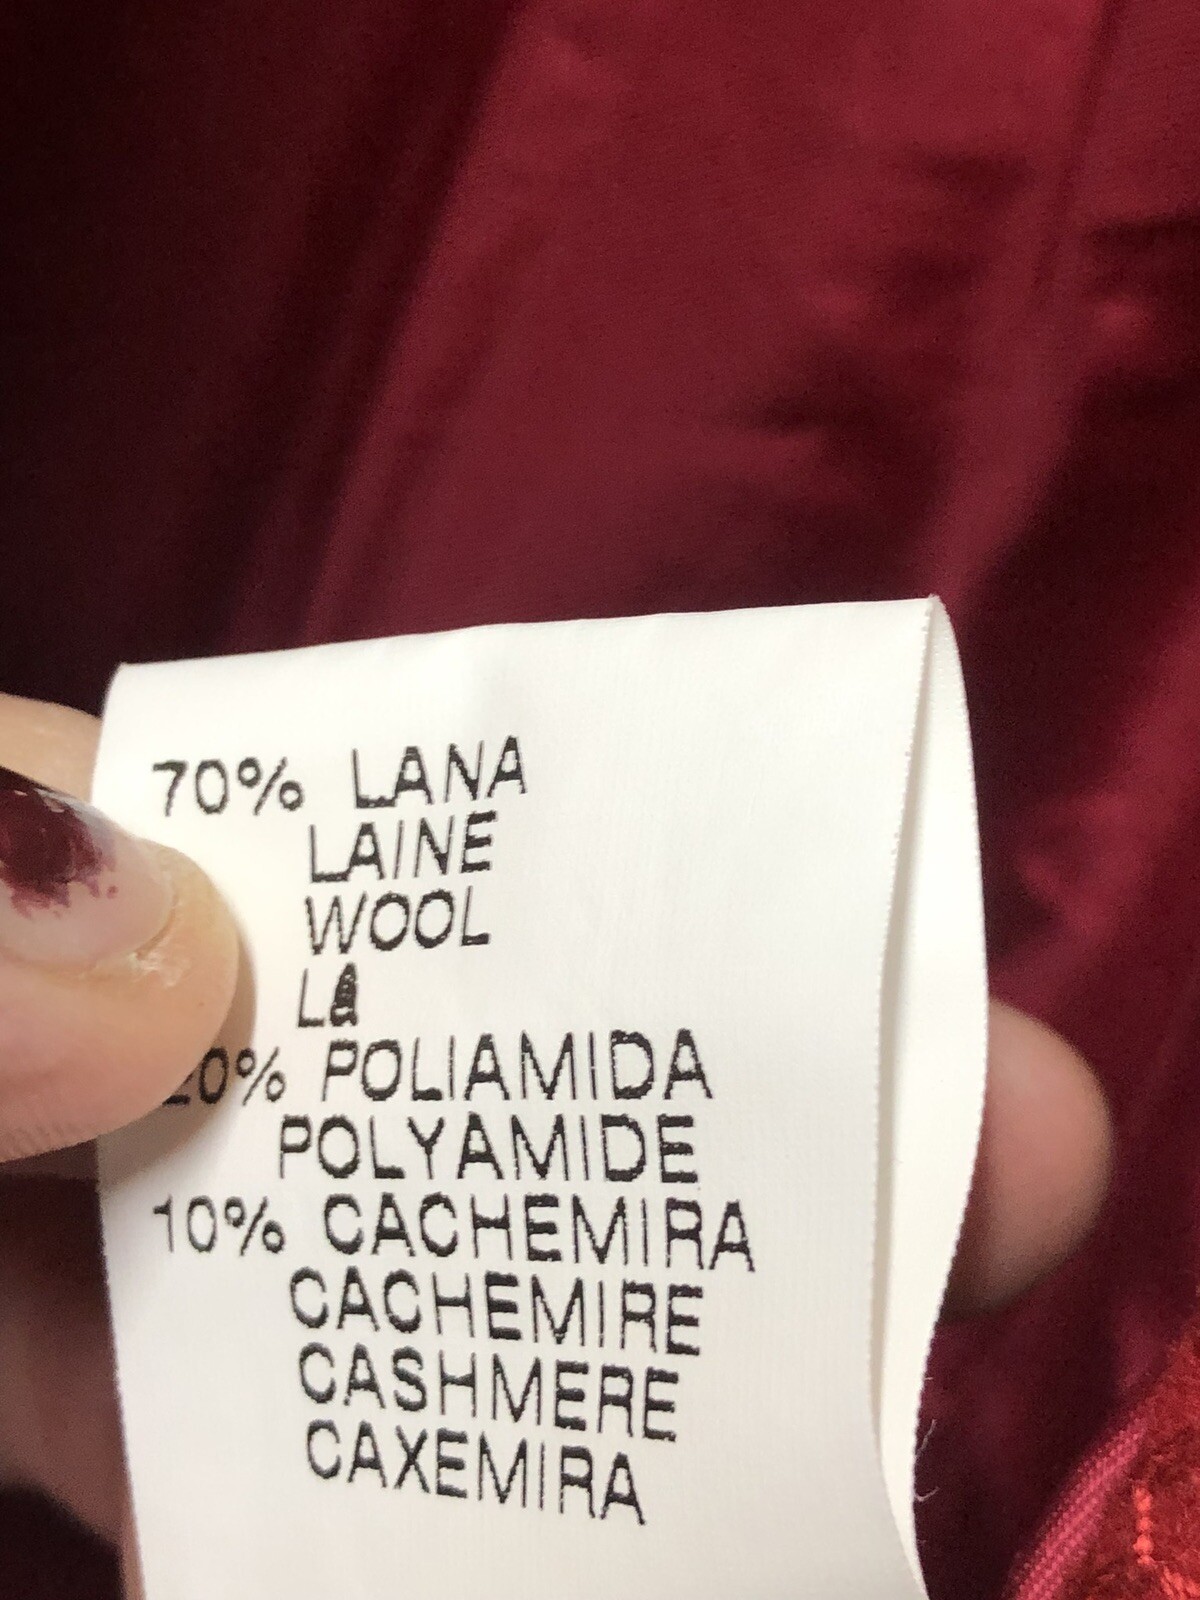 70% LANA
LAINE
WOOL
LÃ
20% POLIAMIDA
POLYAMIDE
10% CACHEMIRA
CACHEMIRE
CASHMERE
CAXEMIRA